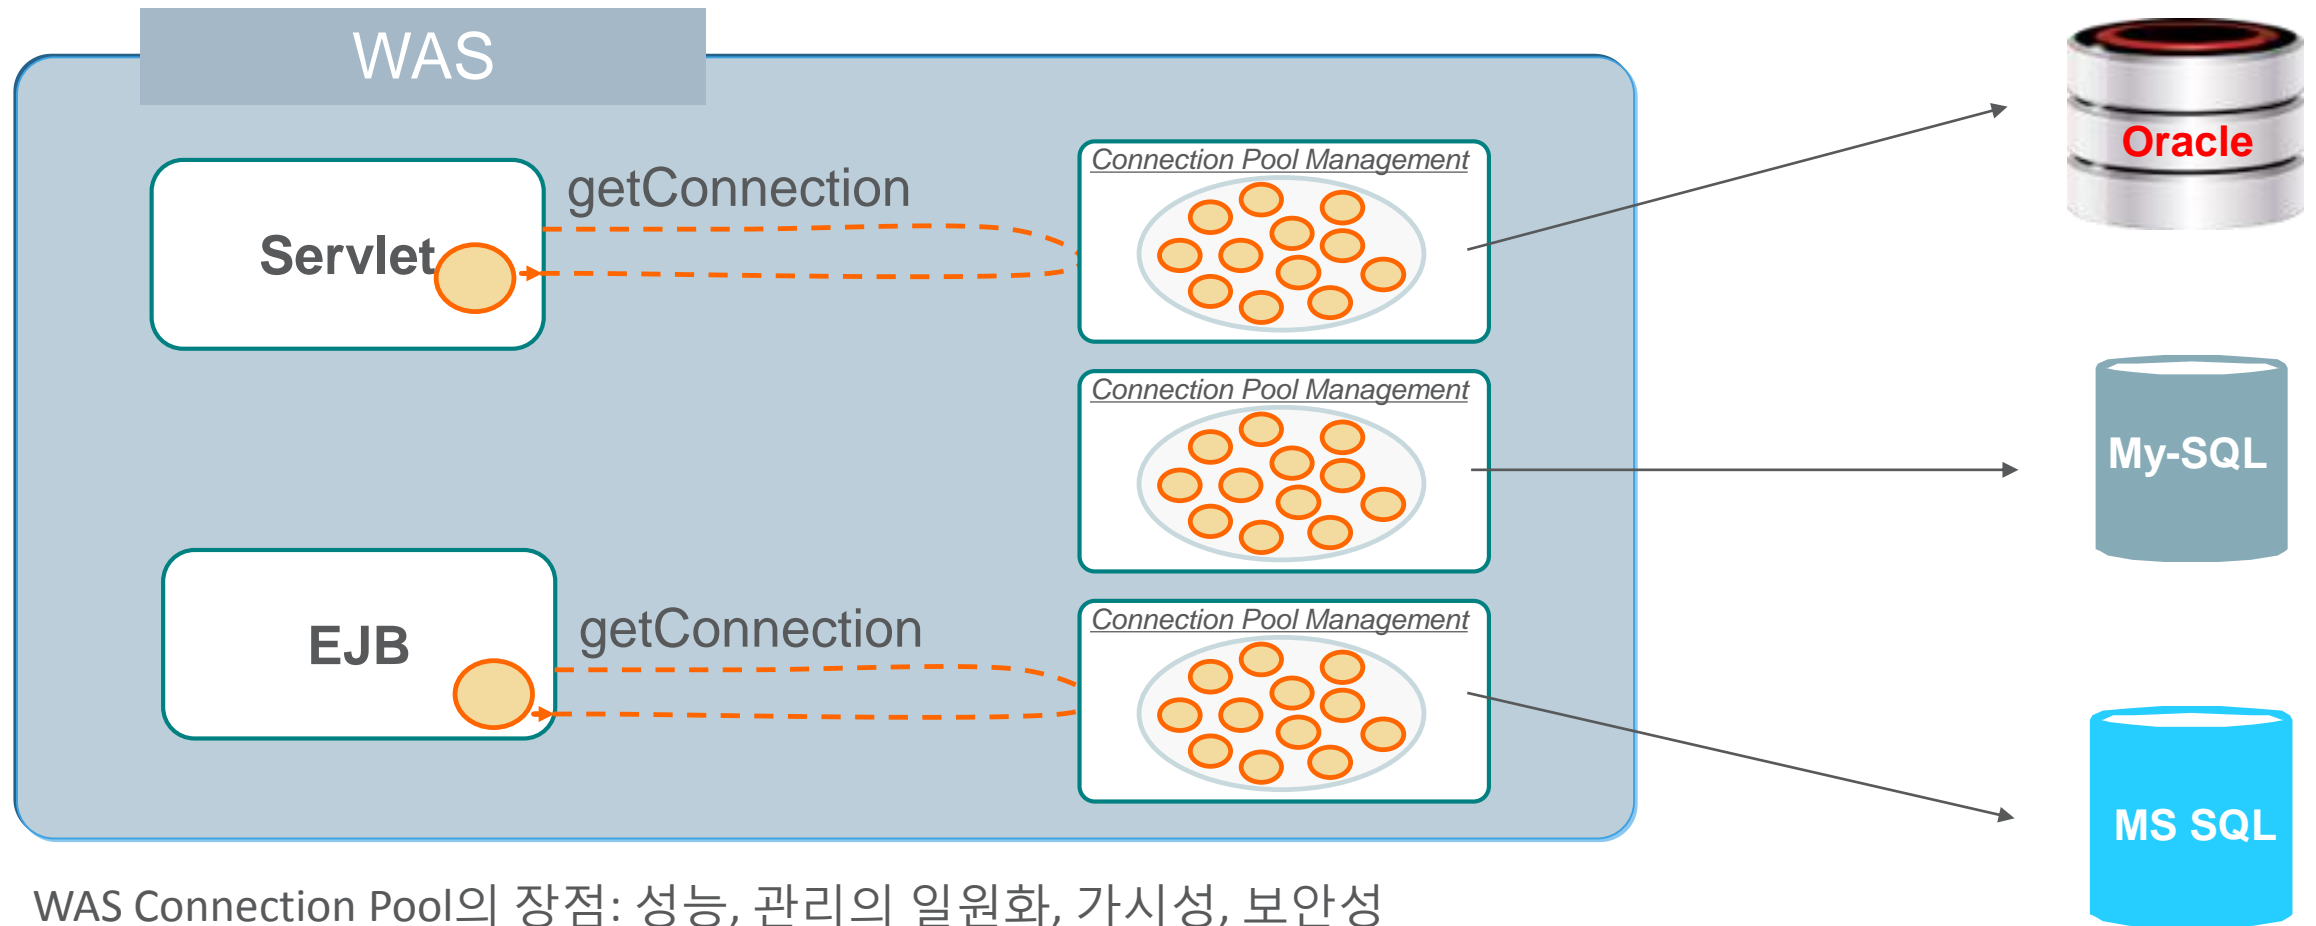 WAS
Connection Pool Management
getConnection
Servlet
Oracle
Connection Pool Management
My-SQL
Connection Pool Management
getConnection
EJB
MS SQL
WAS Connection Pool의 장점: 성능, 관리의 일원화, 가시성, 보안성